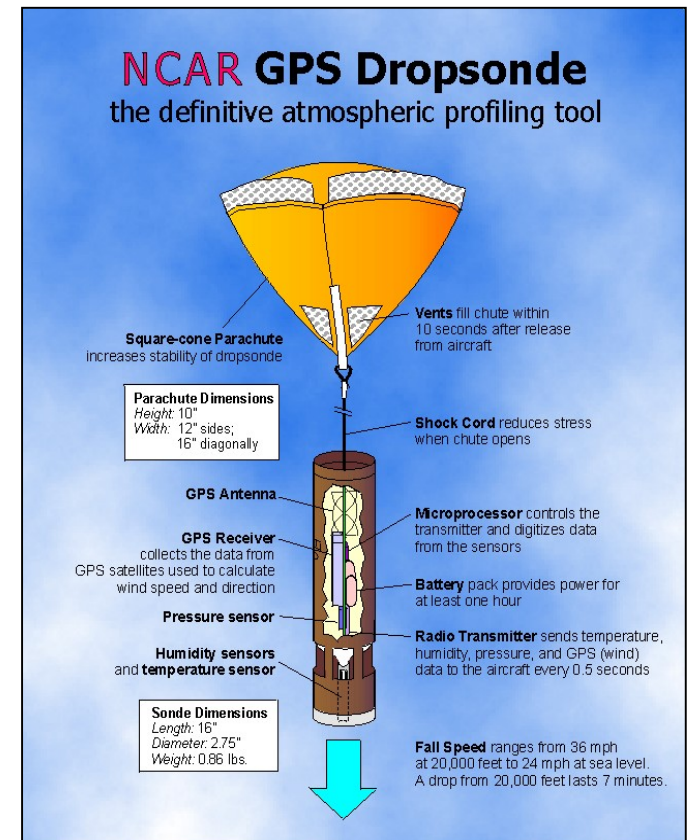 NCAR GPS Dropsonde
the definitive atmospheric profiling tool
Vents fill chute within
10 seconds after release
from aircraft
Square-cone Parachute
increases stability of dropsonde
Parachute Dimensions
Height: 10"
Width: 12" sides;
16" diagonally
Shock Cord reduces stress
when chute opens
GPS Antenna
Microprocessor controls the
transmitter and digitizes data
from the sensors
GPS Receiver
collects the data from
GPS satellites used to calculate
wind speed and direction
Battery pack provides power for
at least one hour
Pressure sensor
Radio Transmitter sends temperature,
humidity, pressure, and GPS (wind)
data to the aircraft every 0.5 seconds
Humidity sensors
and temperature sensor
Sonde Dimensions
Length: 16"
Diameter: 2.75"
Weight: 0.86 lbs.
Fall Speed ranges from 36 mph
at 20,000 feet to 24 mph at sea level.
A drop from 20,000 feet lasts 7 minutes.